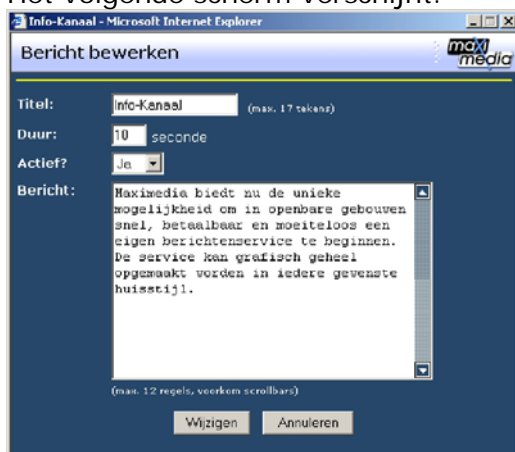 Het volgende scherm verschijnt:
Info-Kanaal - Microsoft Internet Explorer
Bericht bewerken
maxi
media
Titel: Info-Kanaal (max. 17 tekens)
Duur: 10 seconde
Actief? Ja
Bericht: Maximedia biedt nu de unieke
mogelijkheid om in openbare gebouwen
snel, betaalbaar en moeiteloos een
eigen berichtenservice te beginnen.
De service kan grafisch geheel
opgemaakt worden in iedere gewenste
huisstijl.
(max. 12 regels, voorkom scrollbars)
Wijzigen Annuleren